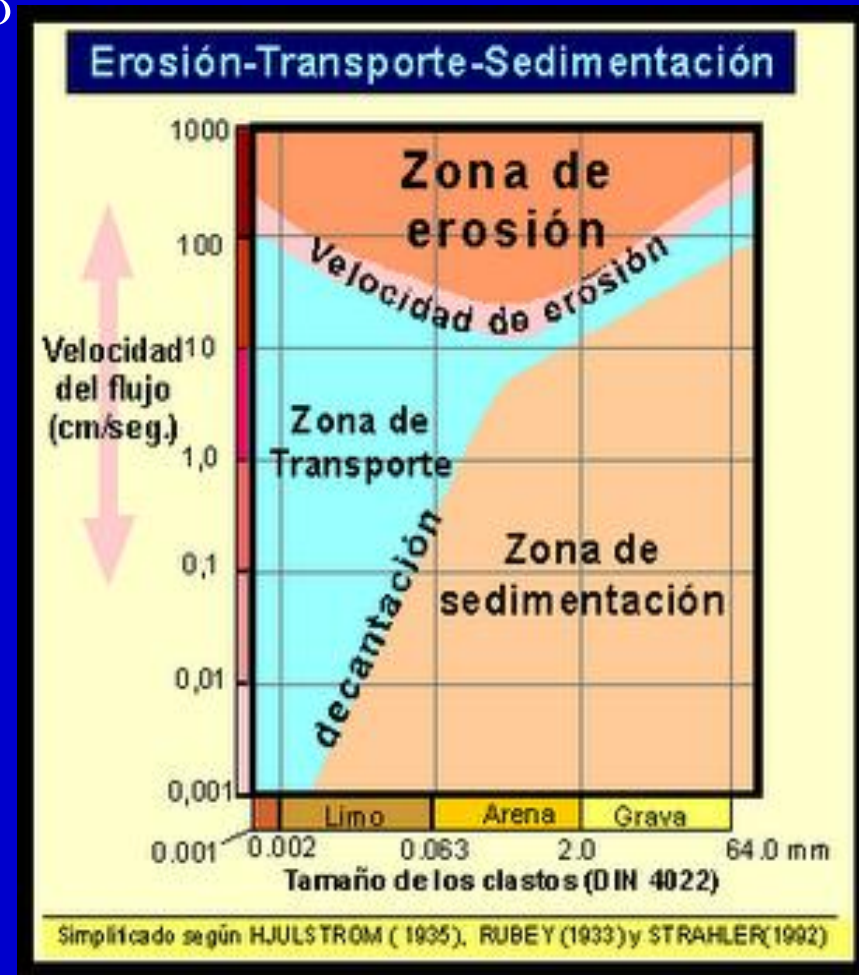 Erosión-Transporte-Sedimentación
1000
Zona de
erosión
100
Velocidad de erosión
Velocidad
del flujo
(cm/seg.)
10
Zona de
Transporte
1,0
decantación
Zona de
sedimentación
0,1
0,01
0,001
Limo
Arena
Grava
0.001
0.002
0.063
2.0
64.0 mm
Tamaño de los clastos (DIN 4022)
Simplificado según HJULSTROM ( 1935), RUBEY (1933) y STRAHLER(1992)